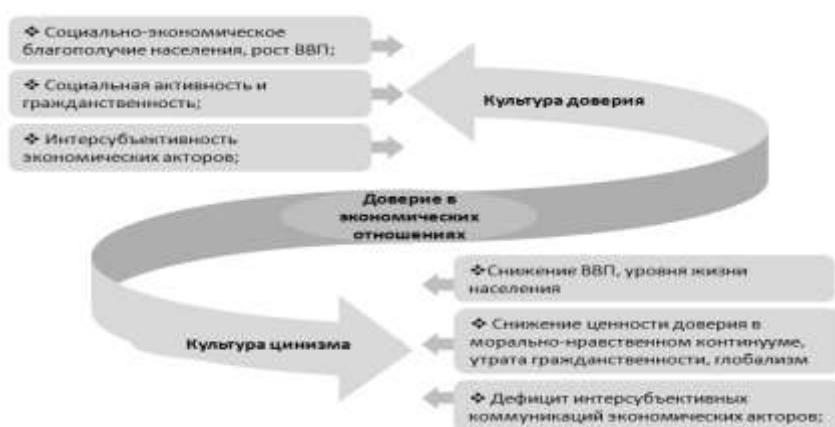 ❖ Социально-экономическое
благополучие населения, рост ВВП;
❖ Социальная активность и
гражданственность;
❖ Интерсубъективность
экономических акторов;
Культура доверия
Доверие в
экономических
отношениях
❖Снижение ВВП, уровня жизни
населения
❖ Снижение ценности доверия в
морально-нравственном континууме,
утрата гражданственности, глобализм
❖ Дефицит интерсубъективных
коммуникаций экономических акторов;
Культура цинизма